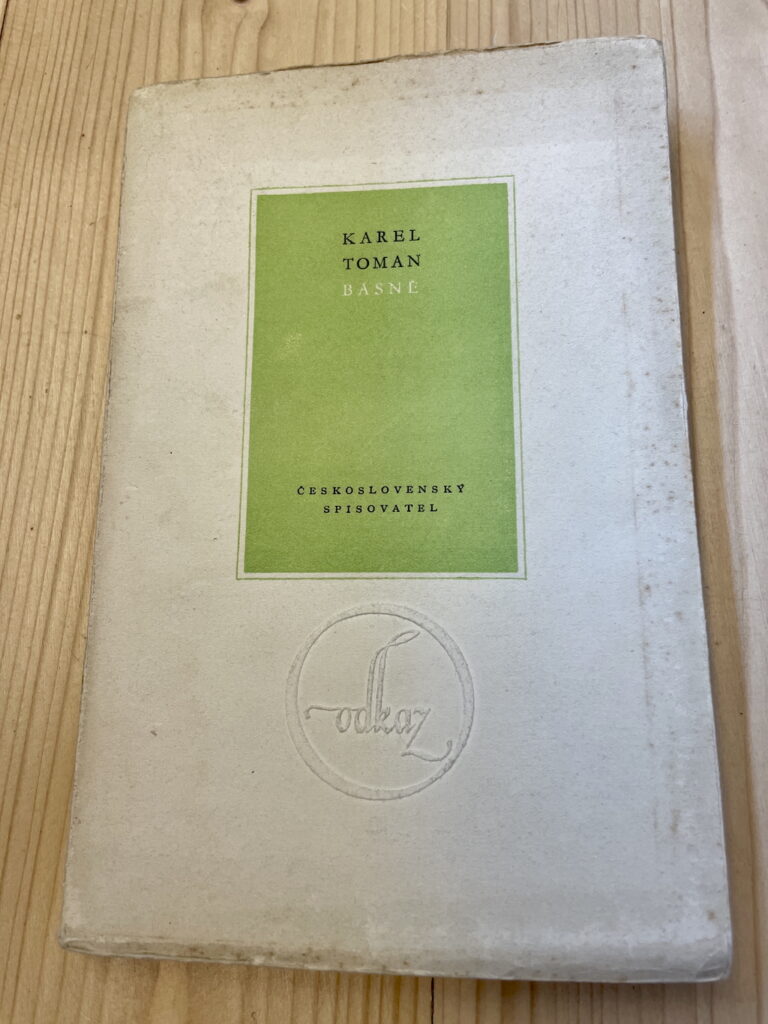 KAREL
TOMAN
BÁSNĚ
ČESKOSLOVENSKÝ
SPISOVATEL
odkaz